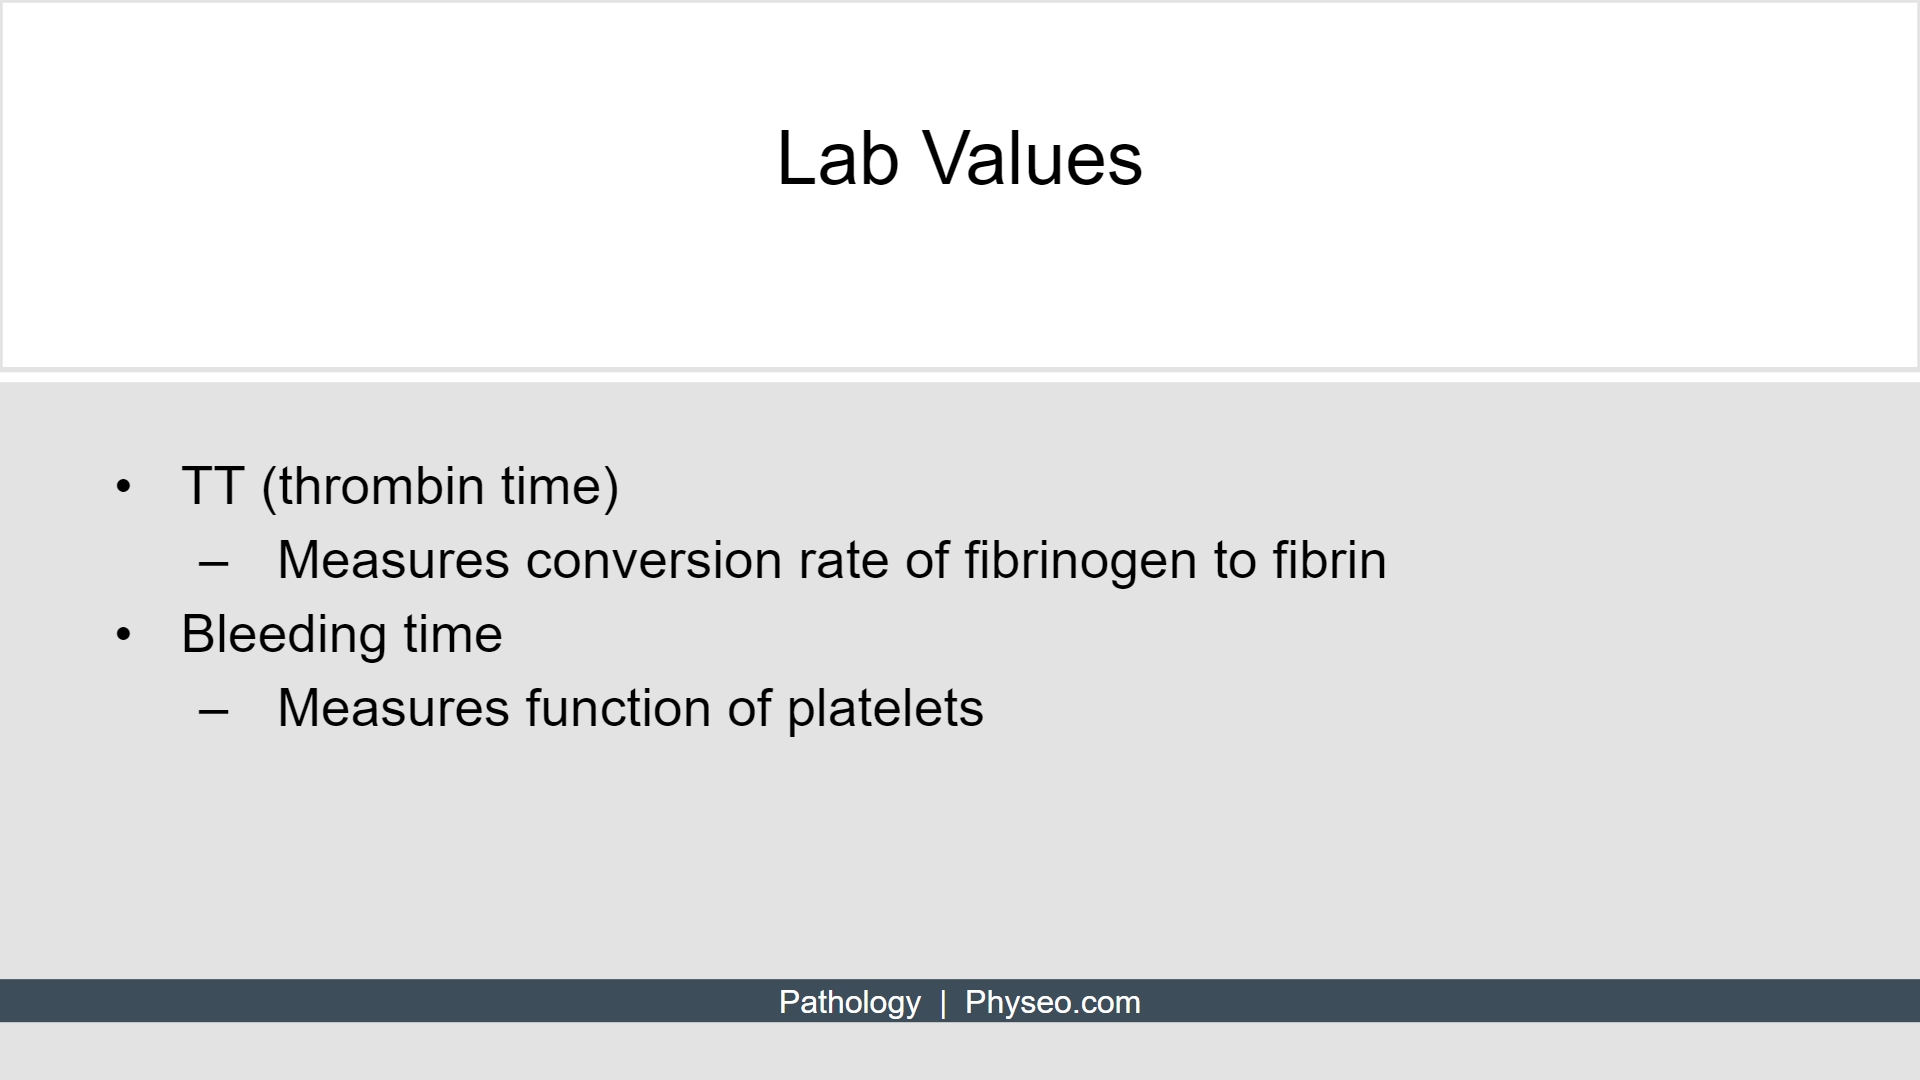 Lab Values
• TT (thrombin time)
– Measures conversion rate of fibrinogen to fibrin
• Bleeding time
– Measures function of platelets
Pathology | Physeo.com